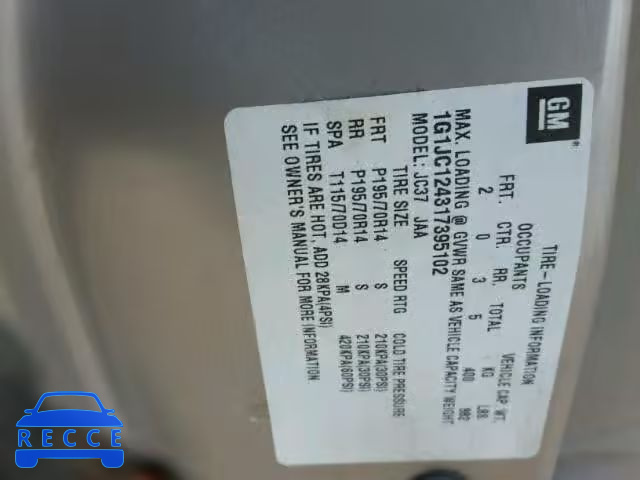 GM ®
TIRE-LOADING INFORMATION
OCCUPANTS VEHICLE CAP. WT.
FRT. CTR. RR. TOTAL KG LBS
2 0 3 5 400 882
MAX. LOADING @ GVWR SAME AS VEHICLE CAPACITY WEIGHT
1G1JC124317395102
MODEL: JC37 JAA
TIRE SIZE SPEED RTG COLD TIRE PRESSURE
FRT P195/70R14 S 210KPA(30PSI)
RR P195/70R14 S 210KPA(30PSI)
SPA T115/70D14 M 420KPA(60PSI)
IF TIRES ARE HOT, ADD 28KPA(4PSI)
SEE OWNER'S MANUAL FOR MORE INFORMATION
RECCE